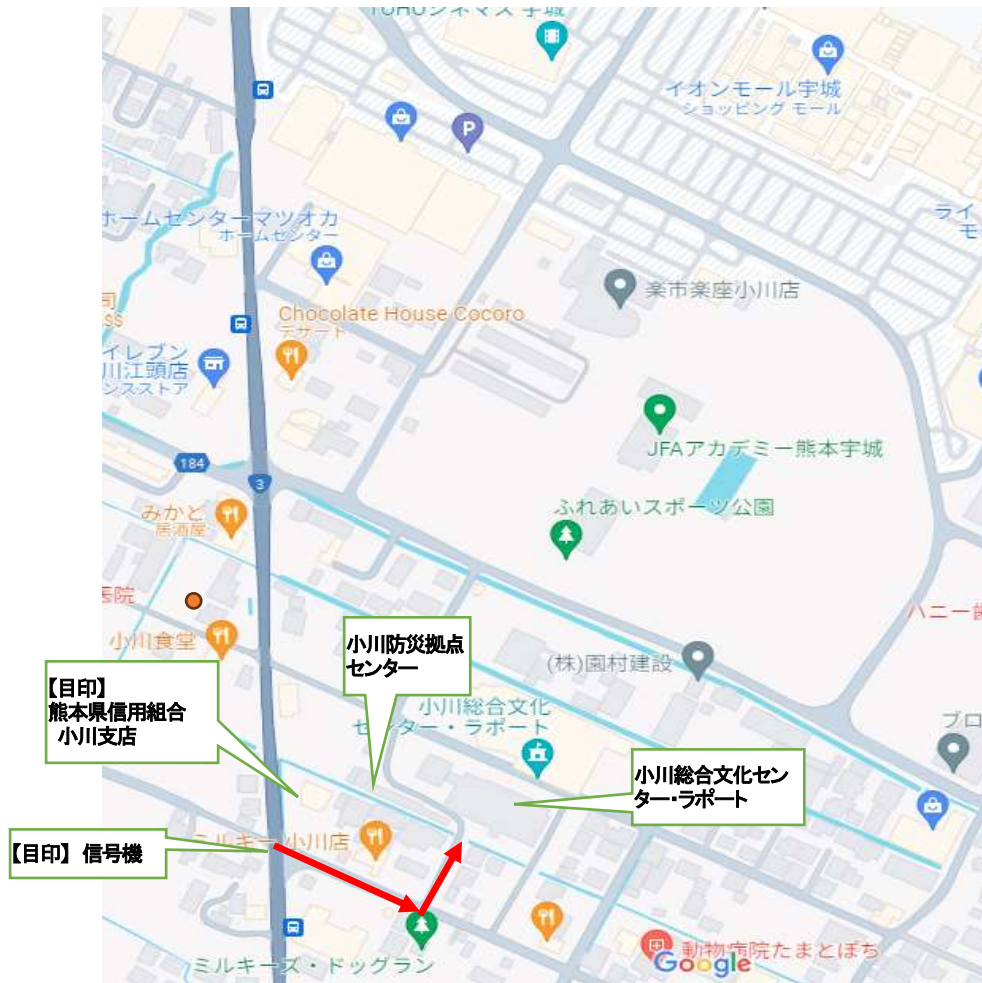 TOHOシネマズ 宇城
イオンモール宇城
ショッピング モール
P
ホームセンターマツオカ
ホームセンター
ライ
モ
楽市楽座小川店
司
SS
Chocolate House Cocoro
デザート
イレブン
川江頭店
ンスストア
JFAアカデミー熊本宇城
184
3
みかど
居酒屋
ふれあいスポーツ公園
医院
ハニー歯
小川食堂
小川防災拠点
センター
(株)園村建設
【目印】
熊本県信用組合
小川支店
小川総合文化
センター・ラポート
ブロ
小川総合文化セン
ター・ラポート
【目印】 信号機
ミルキー 小川店
動物病院たまとぽち
Google
ミルキーズ・ドッグラン